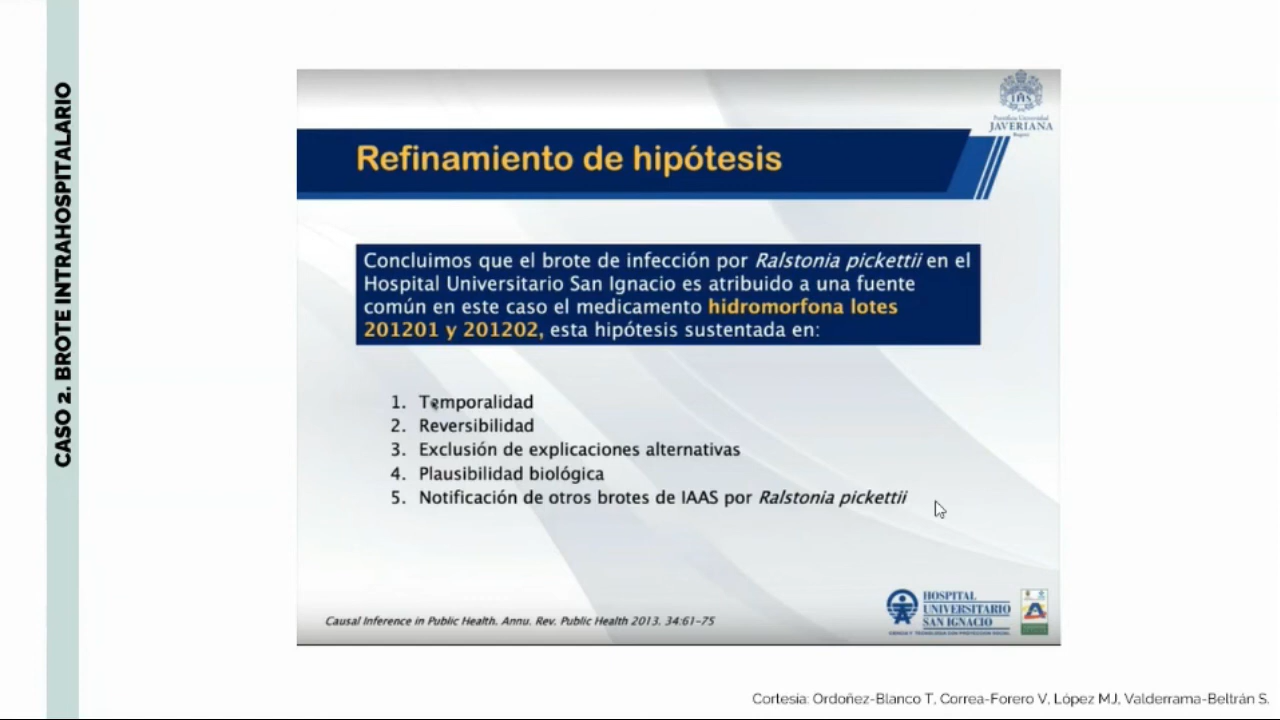 CASO 2. BROTE INTRAHOSPITALARIO
Pontificia Universidad
JAVERIANA
Bogotá
Refinamiento de hipótesis
Concluimos que el brote de infección por Ralstonia pickettii en el
Hospital Universitario San Ignacio es atribuido a una fuente
común en este caso el medicamento hidromorfona lotes
201201 y 201202, esta hipótesis sustentada en:
1. Temporalidad
2. Reversibilidad
3. Exclusión de explicaciones alternativas
4. Plausibilidad biológica
5. Notificación de otros brotes de IAAS por Ralstonia pickettii
Causal Inference in Public Health. Annu. Rev. Public Health 2013. 34:61-75
HOSPITAL
UNIVERSITARIO
SAN IGNACIO
Cortesía: Ordoñez-Blanco T, Correa-Forero V, López MJ, Valderrama-Beltrán S.